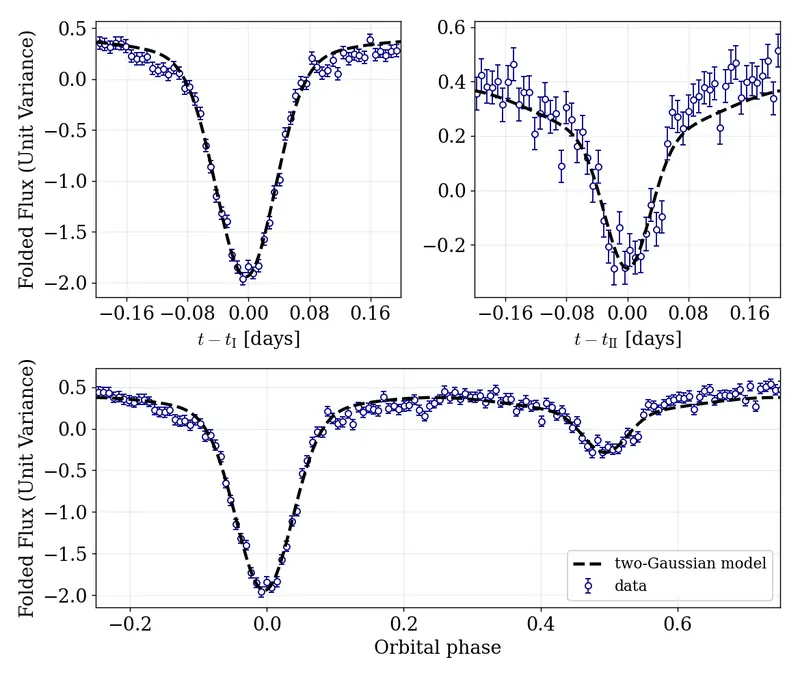 Folded Flux (Unit Variance)
0.5
0.0
−0.5
−1.0
−1.5
−2.0
−0.16 −0.08 0.00 0.08 0.16
t − t_I [days]
0.6
0.4
0.2
0.0
−0.2
−0.16 −0.08 0.00 0.08 0.16
t − t_II [days]
Folded Flux (Unit Variance)
0.5
0.0
−0.5
−1.0
−1.5
−2.0
two-Gaussian model
data
−0.2 0.0 0.2 0.4 0.6
Orbital phase